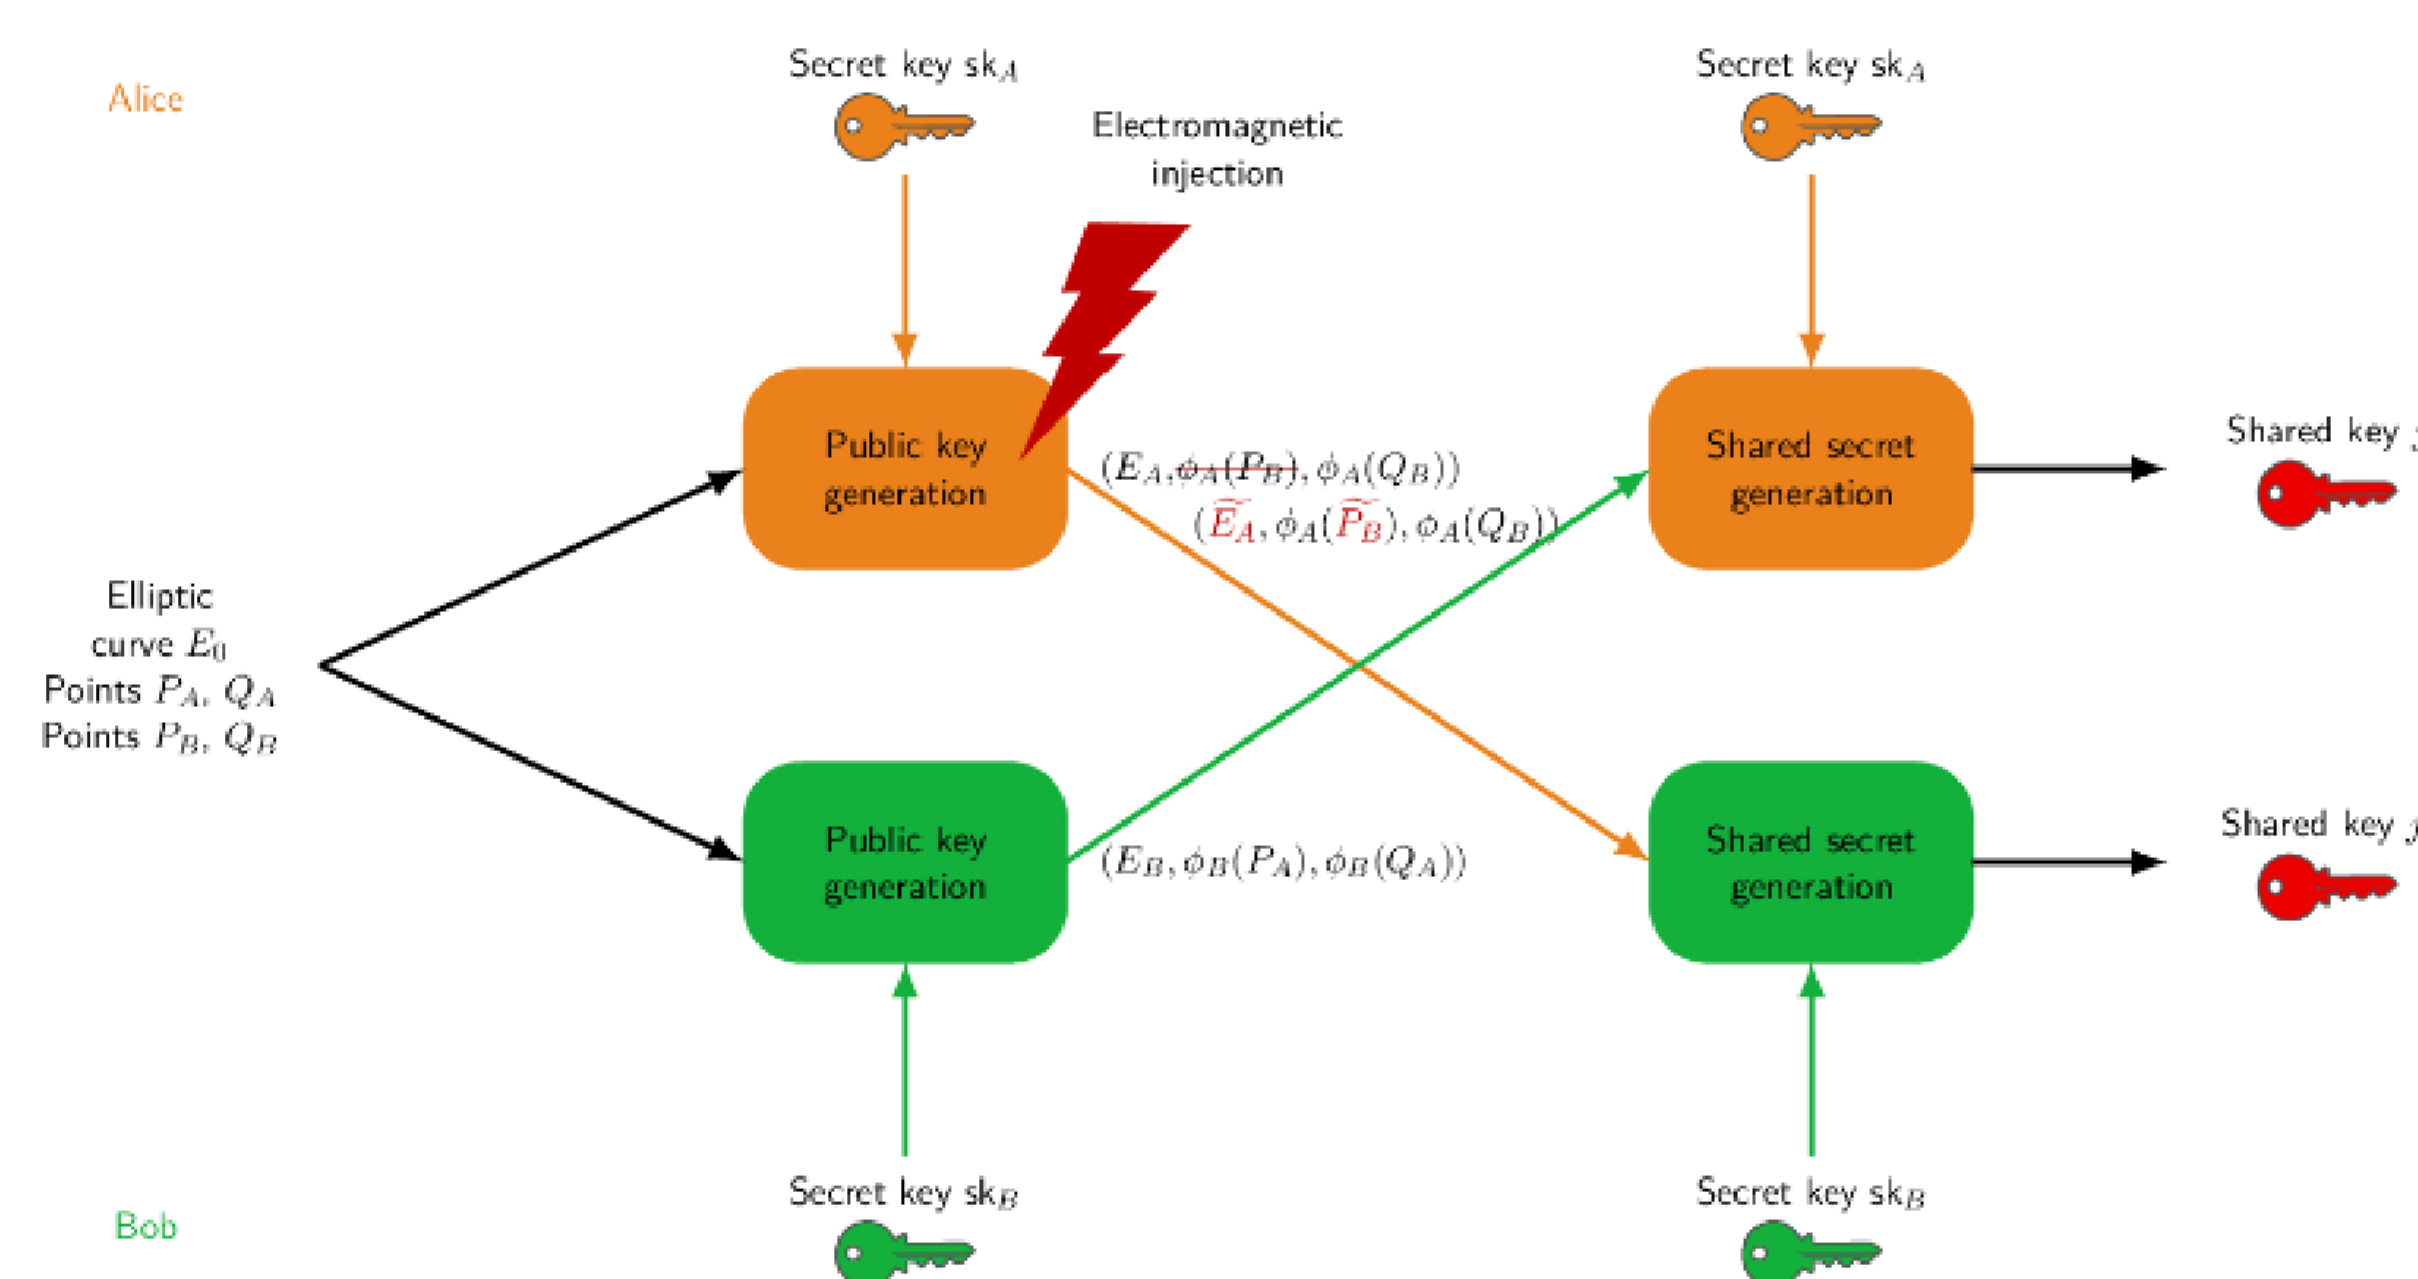 Alice
Secret key sk_A
Secret key sk_A
Electromagnetic
injection
Public key
generation
(E_A, ϕ_A(P_B), ϕ_A(Q_B))
(Ẽ_A, ϕ_A(P̃_B), ϕ_A(Q_B))
Shared secret
generation
Shared key
Elliptic
curve E_0
Points P_A, Q_A
Points P_B, Q_B
Public key
generation
(E_B, ϕ_B(P_A), ϕ_B(Q_A))
Shared secret
generation
Shared key
Secret key sk_B
Secret key sk_B
Bob